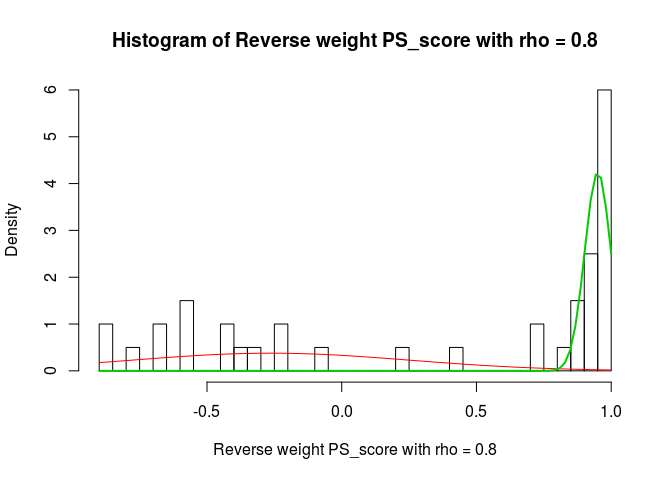 Histogram of Reverse weight PS_score with rho = 0.8
Density
6
5
4
3
2
1
0
-0.5 0.0 0.5 1.0
Reverse weight PS_score with rho = 0.8